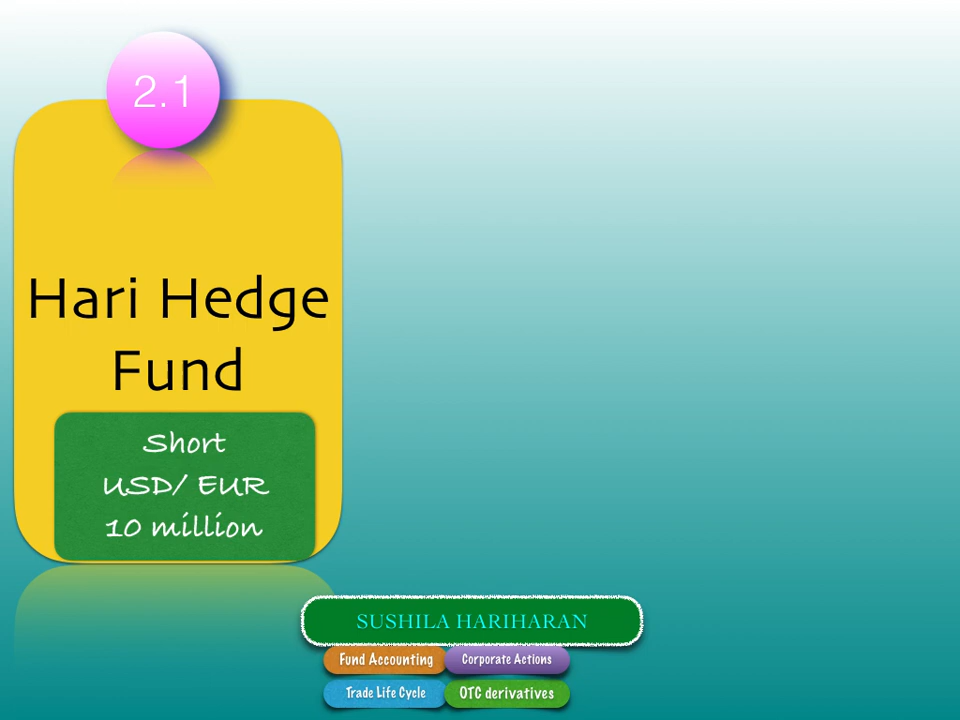 2.1
Hari Hedge
Fund
Short
USD/ EUR
10 million
SUSHILA HARIHARAN
Fund Accounting
Corporate Actions
Trade Life Cycle
OTC derivatives